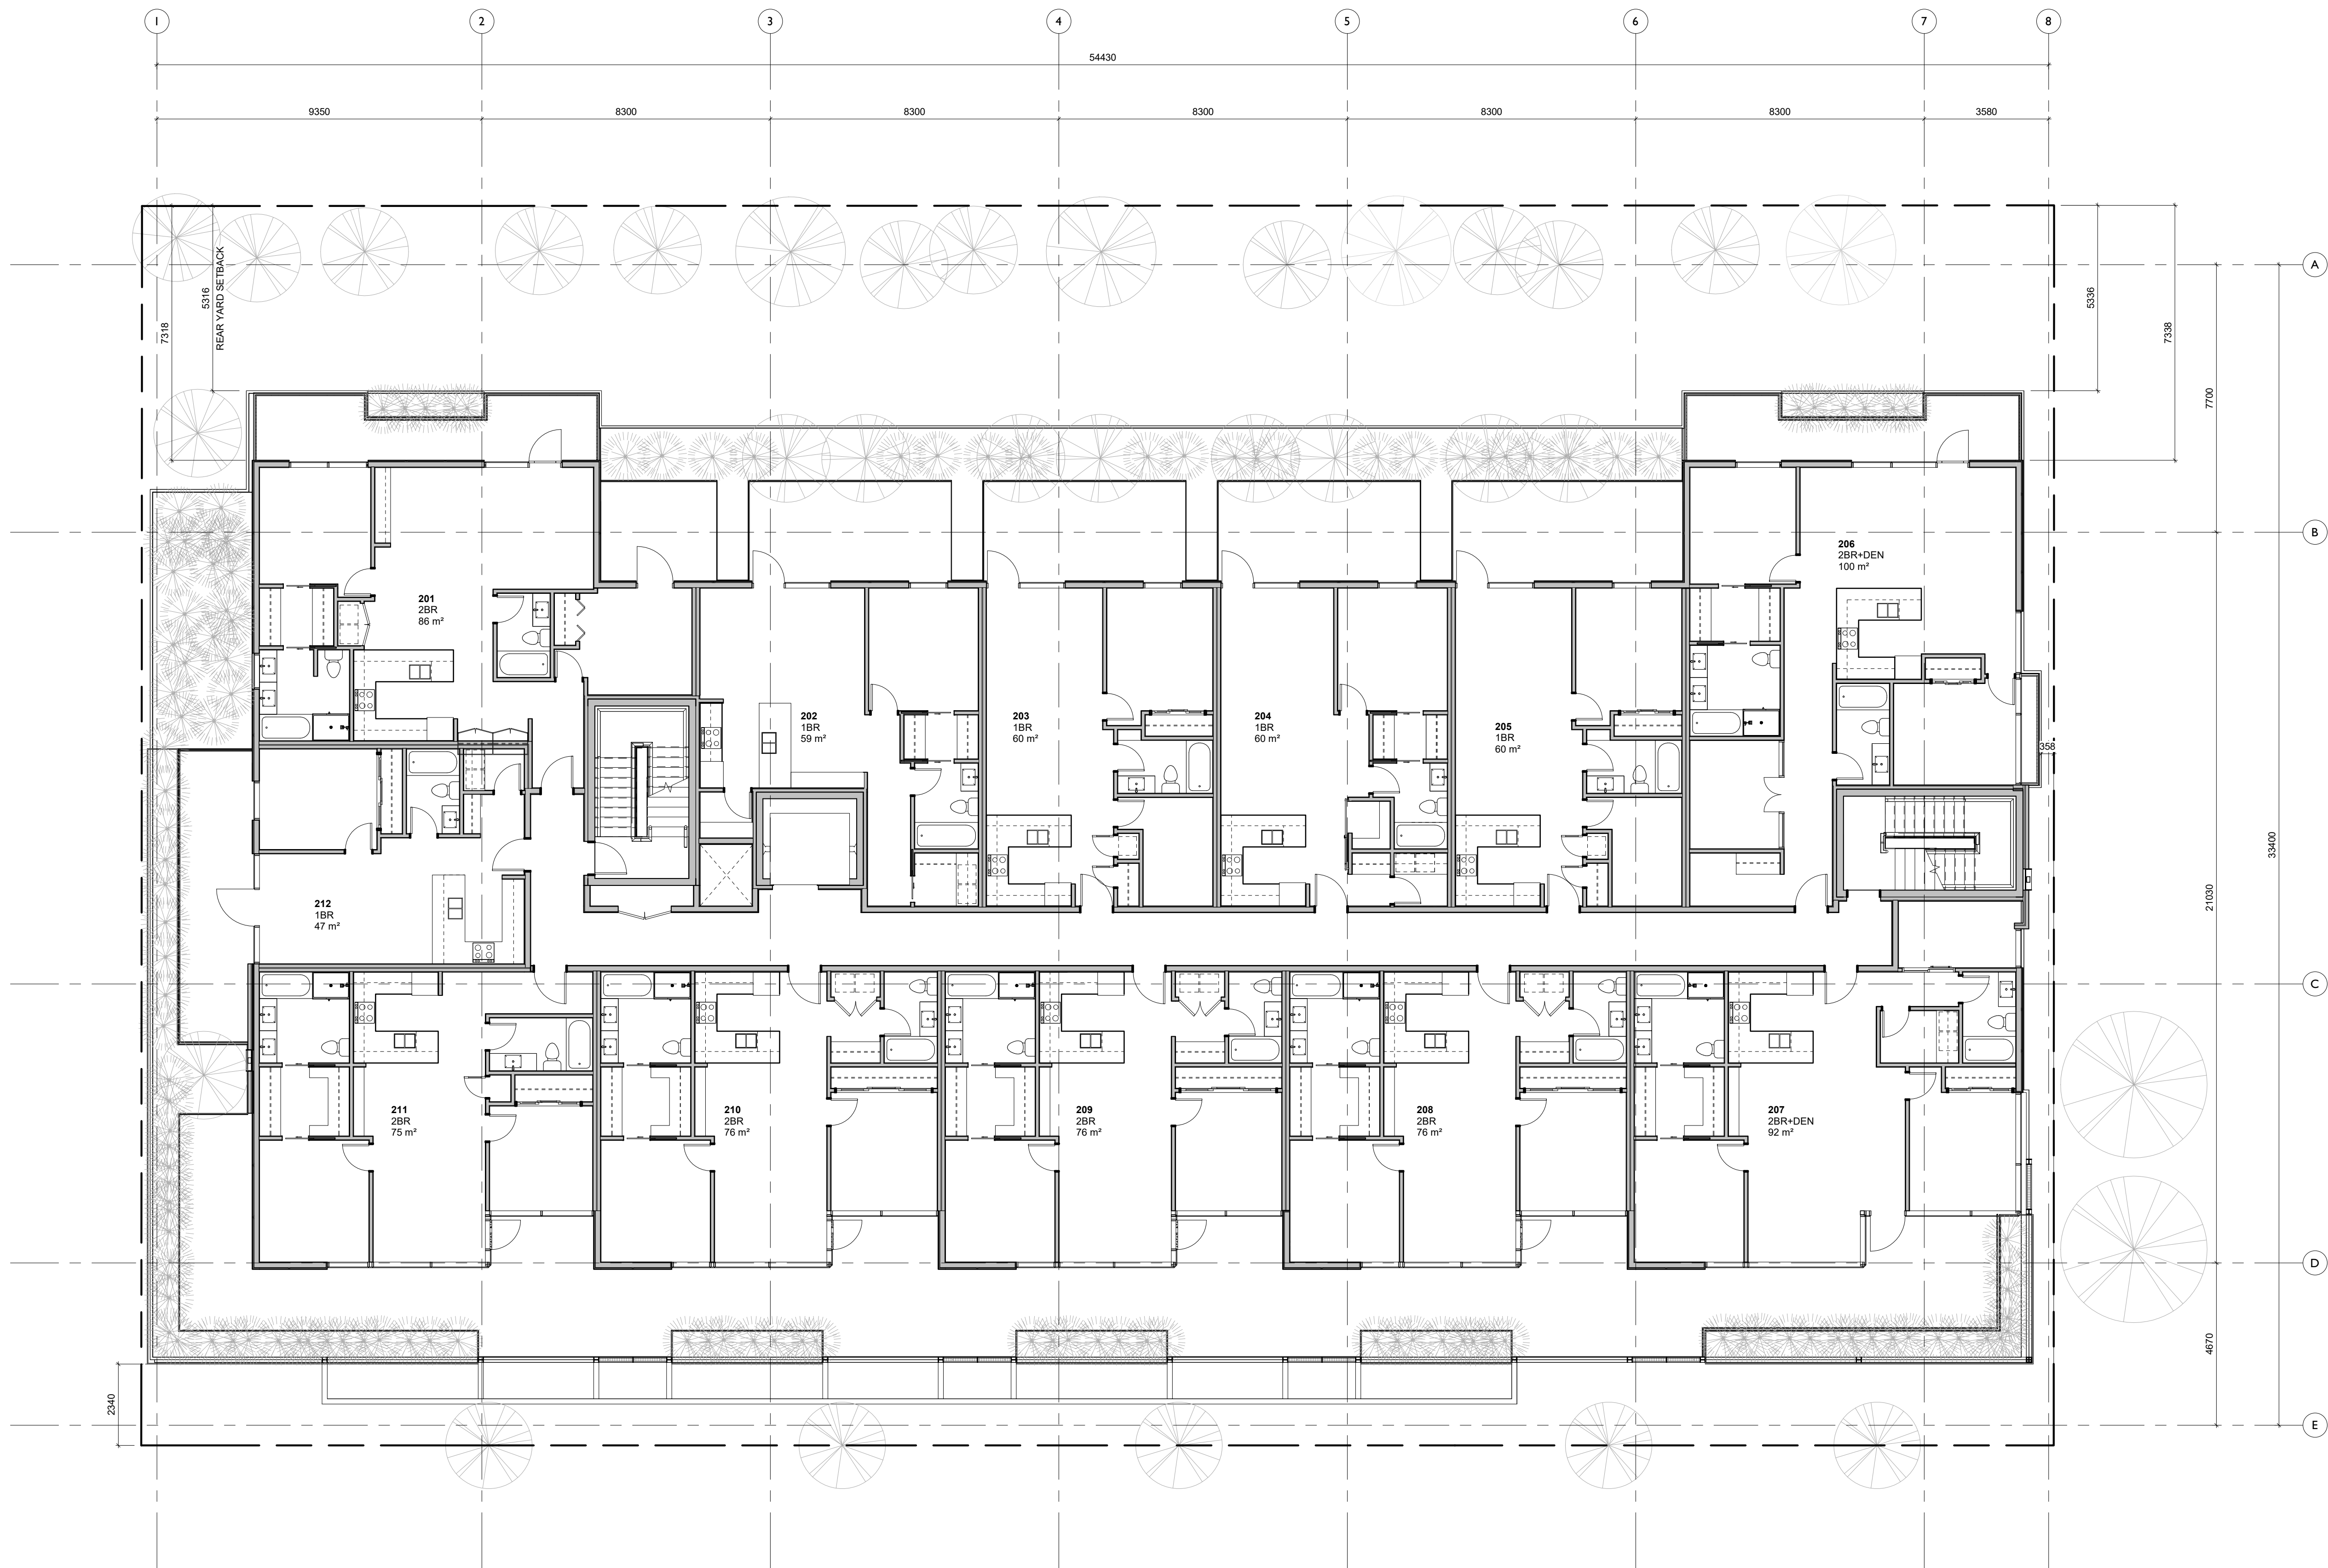 1 2 3 4 5 6 7 8
54430
9350 8300 8300 8300 8300 8300 3580
A
5316
REAR YARD SETBACK
7318
5336
7338
7700
B
201
2BR
86 m²
206
2BR+DEN
100 m²
202
1BR
59 m²
203
1BR
60 m²
204
1BR
60 m²
205
1BR
60 m²
358
33400
21030
212
1BR
47 m²
C
211
2BR
75 m²
210
2BR
76 m²
209
2BR
76 m²
208
2BR
76 m²
207
2BR+DEN
92 m²
D
4670
2340
E